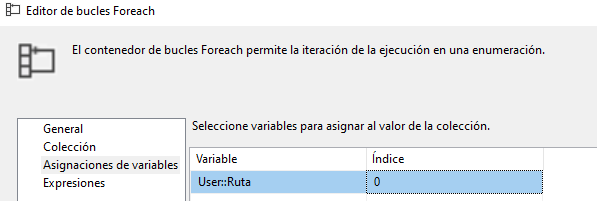 Editor de bucles Foreach
El contenedor de bucles Foreach permite la iteración de la ejecución en una enumeración.
General
Colección
Asignaciones de variables
Expresiones
Seleccione variables para asignar al valor de la colección.
Variable Índice
User::Ruta 0